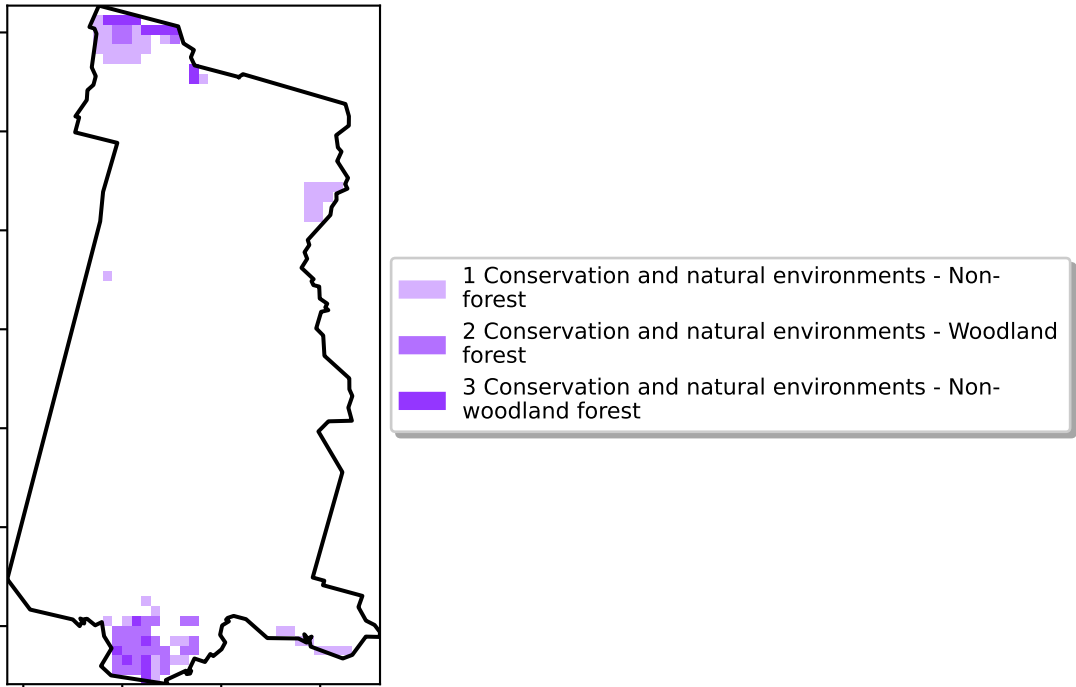 1 Conservation and natural environments - Non-
forest
2 Conservation and natural environments - Woodland
forest
3 Conservation and natural environments - Non-
woodland forest